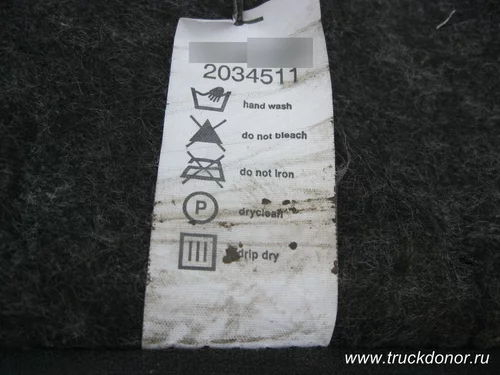 2034511
hand wash
do not bleach
do not iron
P
dryclean
drip dry
www.truckdonor.ru